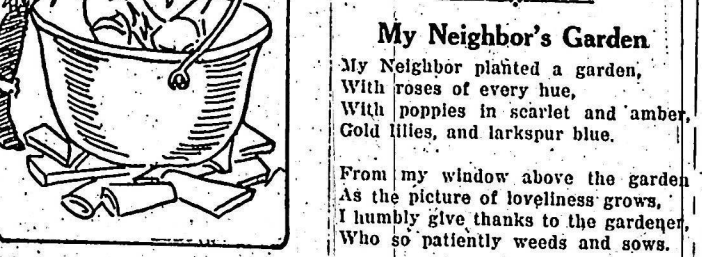 My Neighbor's Garden
My Neighbor planted a garden,
With roses of every hue,
With poppies in scarlet and amber,
Gold lilies, and larkspur blue.
From my window above the garden
As the picture of loveliness grows,
I humbly give thanks to the gardener,
Who so patiently weeds and sows.